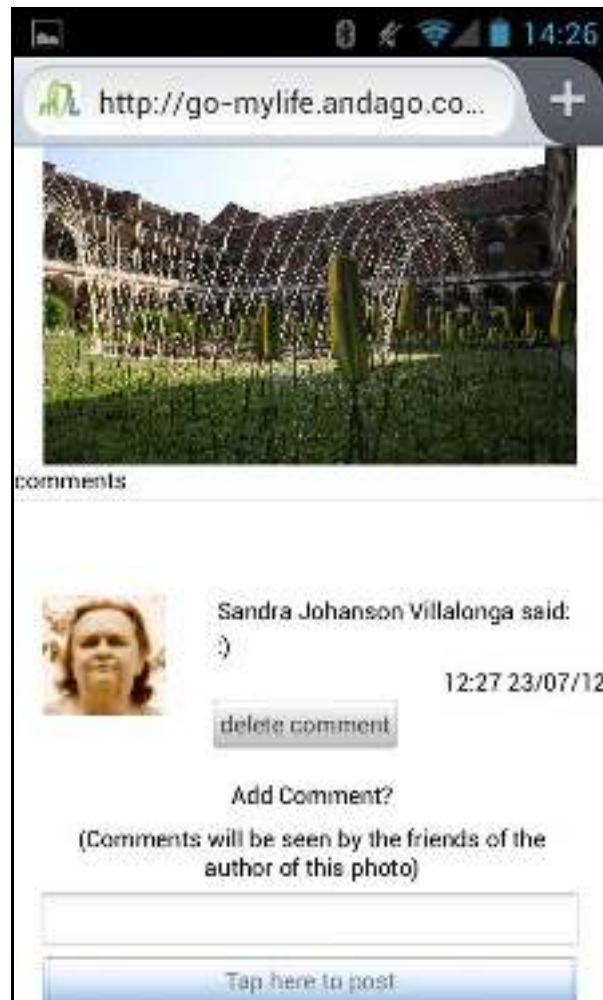 14:26
http://go-mylife.andago.co...
comments
Sandra Johanson Villalonga said:
:)
12:27 23/07/12
delete comment
Add Comment?
(Comments will be seen by the friends of the
author of this photo)
Tap here to post